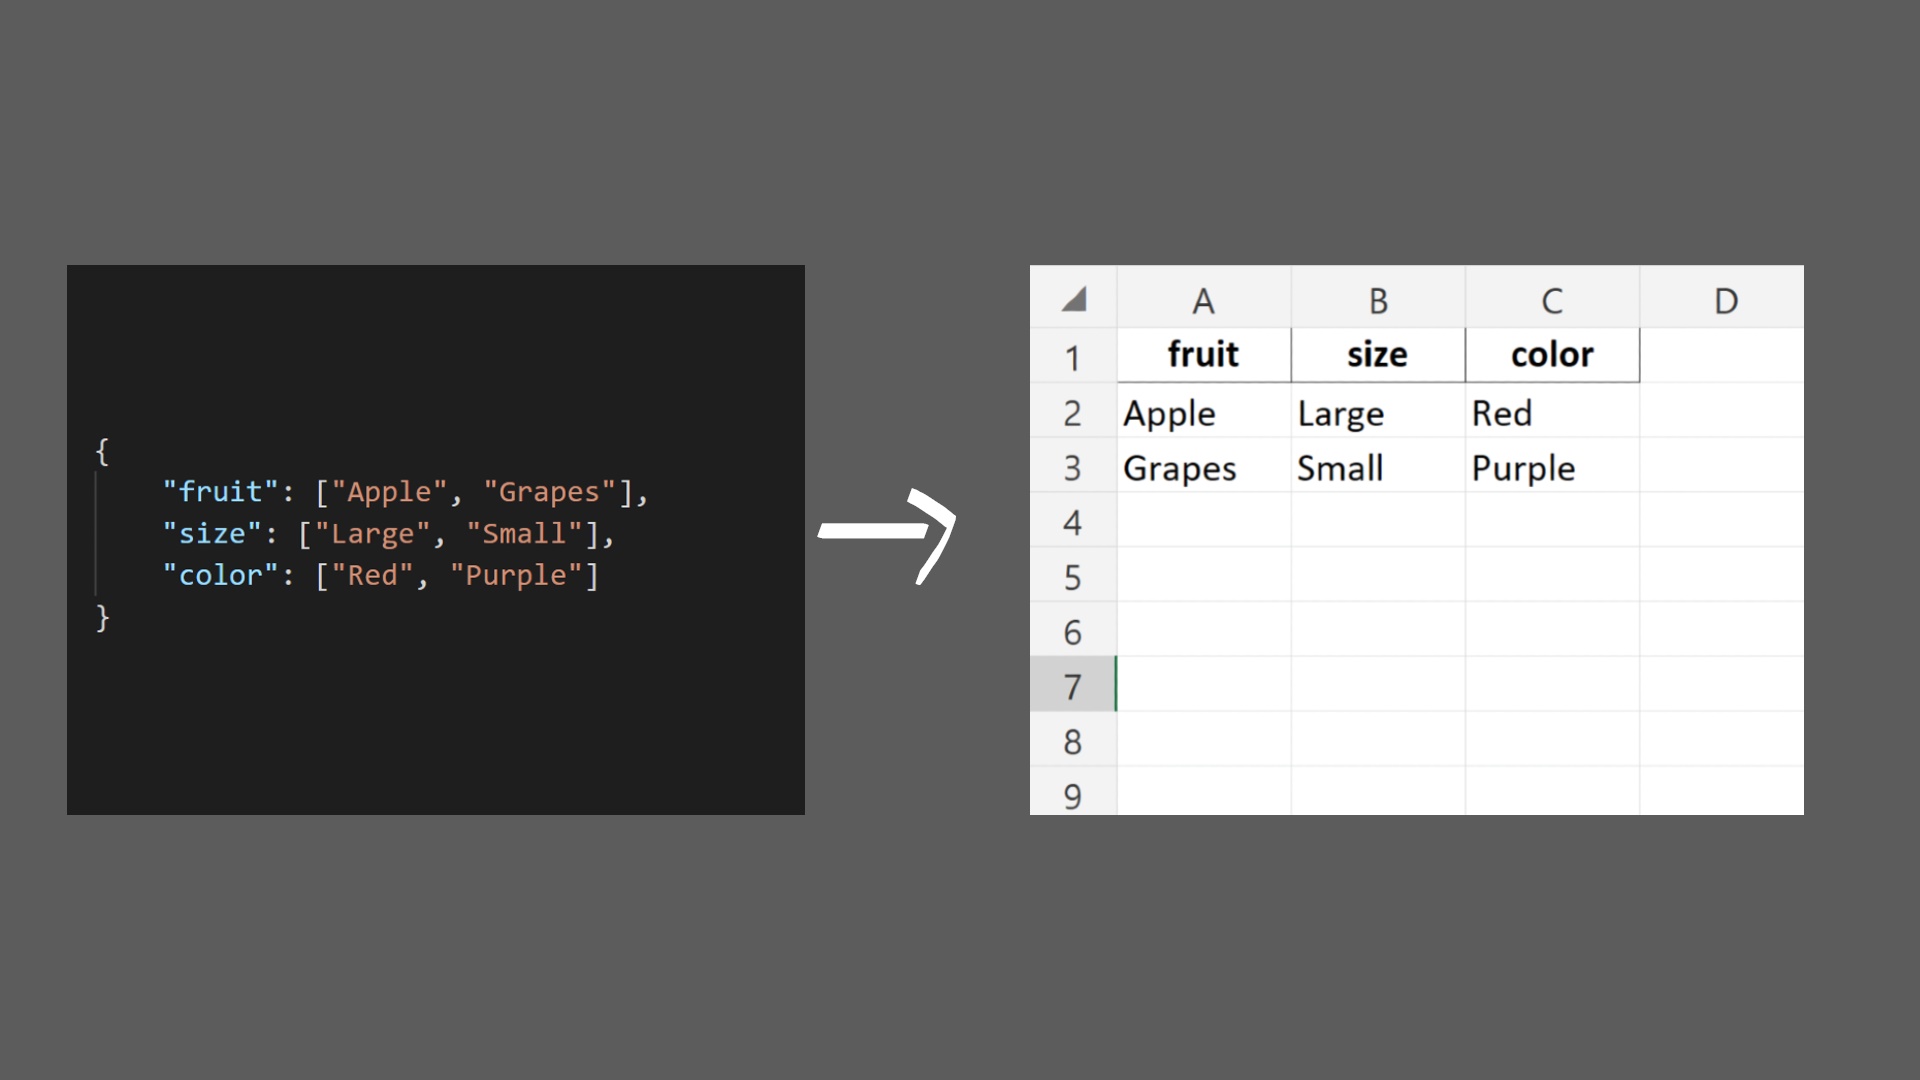 {
"fruit": ["Apple", "Grapes"],
"size": ["Large", "Small"],
"color": ["Red", "Purple"]
}
A B C D
1 fruit size color
2 Apple Large Red
3 Grapes Small Purple
4
5
6
7
8
9